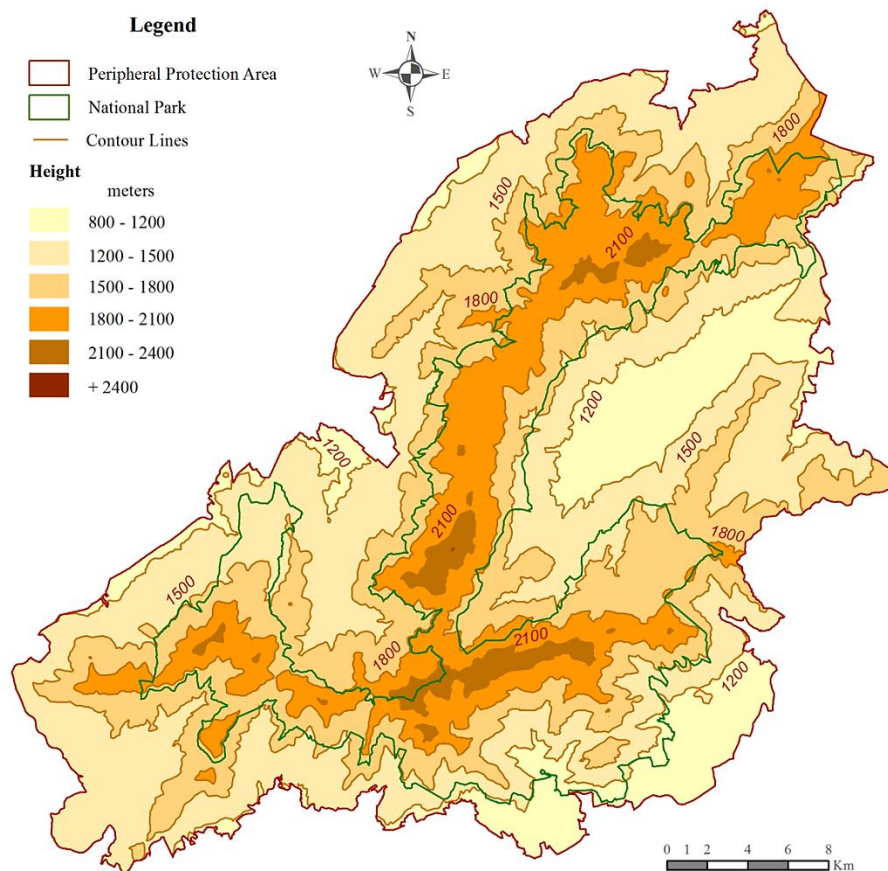 Legend
Peripheral Protection Area
National Park
Contour Lines
Height
meters
800 - 1200
1200 - 1500
1500 - 1800
1800 - 2100
2100 - 2400
+ 2400
N
W E
S
1800
1500
2100
1800
1200
1200
1500
2100
1800
1500
2100
1800
1200
0 1 2 4 6 8
Km